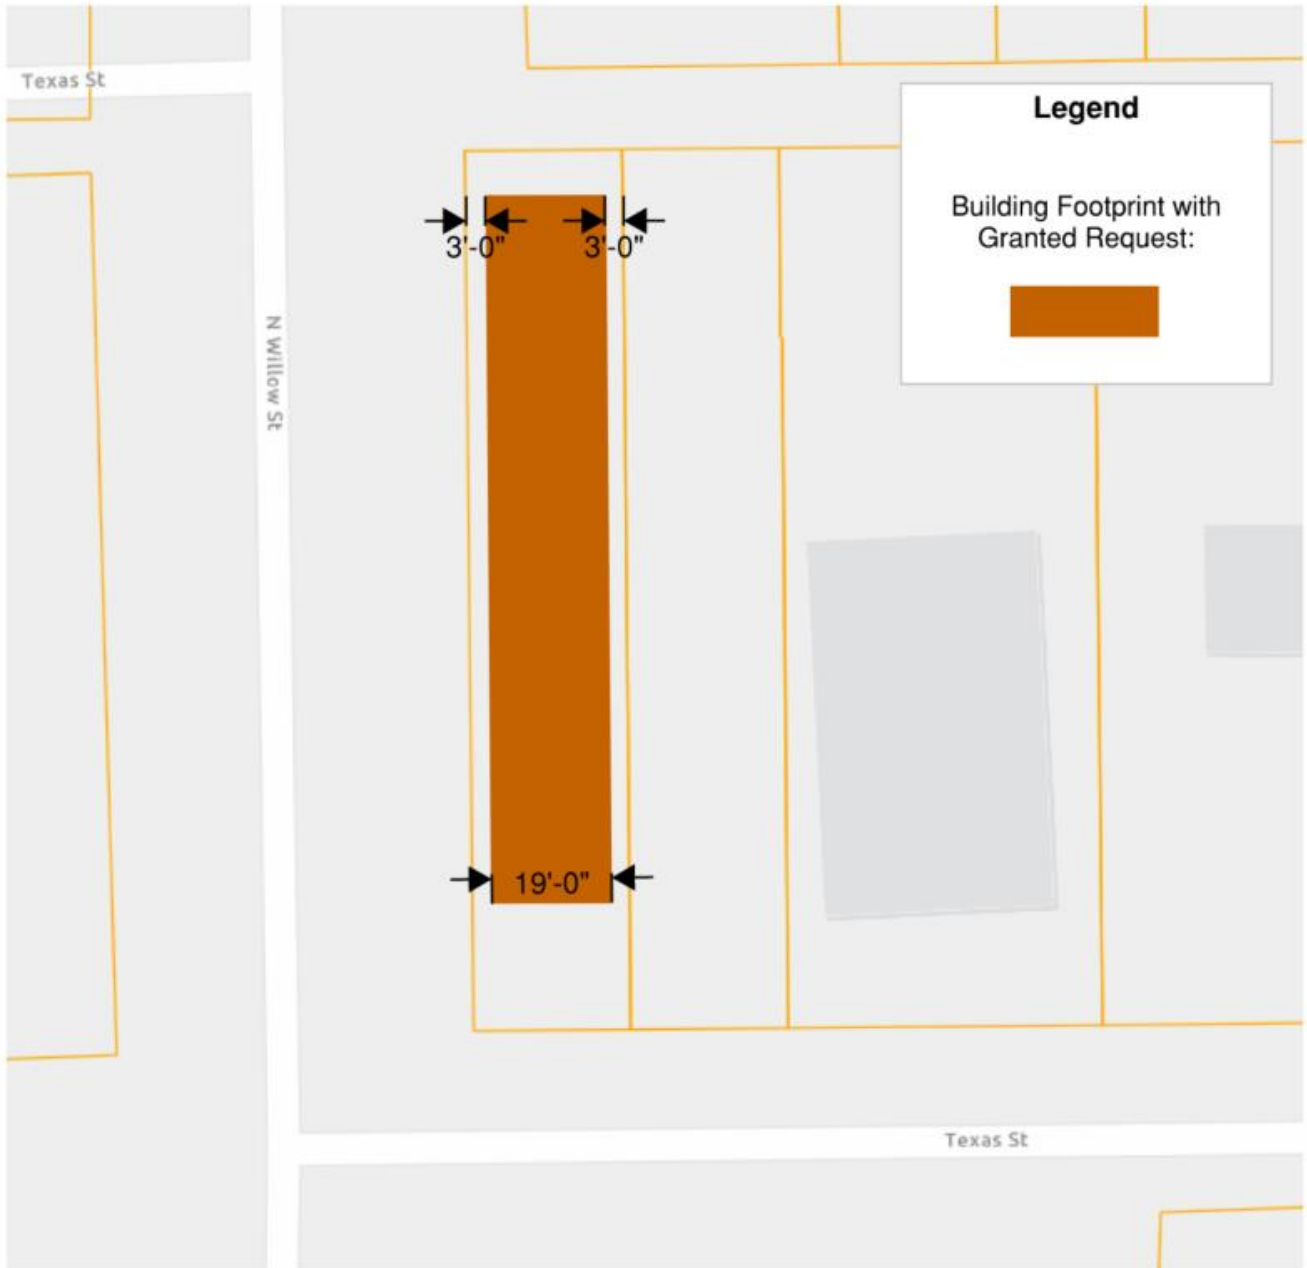 Texas St
Legend
Building Footprint with
Granted Request:
3'-0"
3'-0"
N Willow St
19'-0"
Texas St